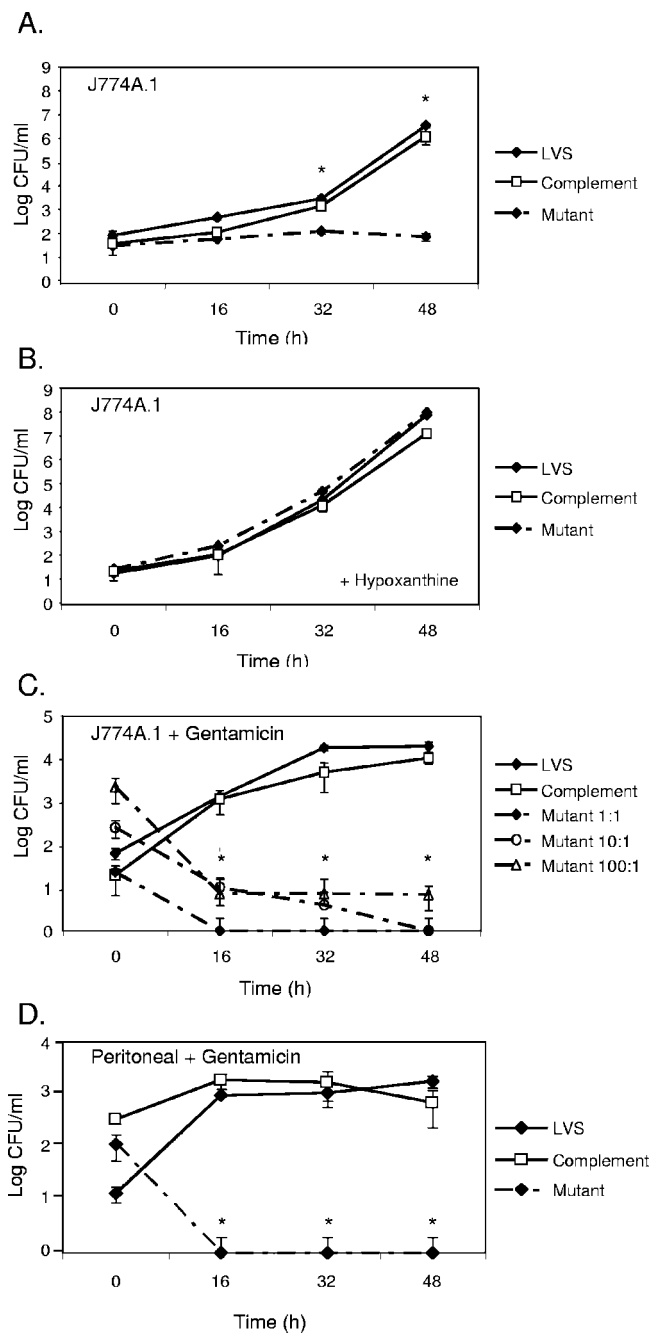 A.
J774A.1
Log CFU/ml
9
8
7
6
5
4
3
2
1
0
*
*
0 16 32 48
Time (h)
LVS
Complement
Mutant
B.
J774A.1
Log CFU/ml
9
8
7
6
5
4
3
2
1
0
+ Hypoxanthine
0 16 32 48
Time (h)
LVS
Complement
Mutant
C.
J774A.1 + Gentamicin
Log CFU/ml
5
4
3
2
1
0
* * *
0 16 32 48
Time (h)
LVS
Complement
Mutant 1:1
Mutant 10:1
Mutant 100:1
D.
Peritoneal + Gentamicin
Log CFU/ml
4
3
2
1
0
* * *
0 16 32 48
Time (h)
LVS
Complement
Mutant